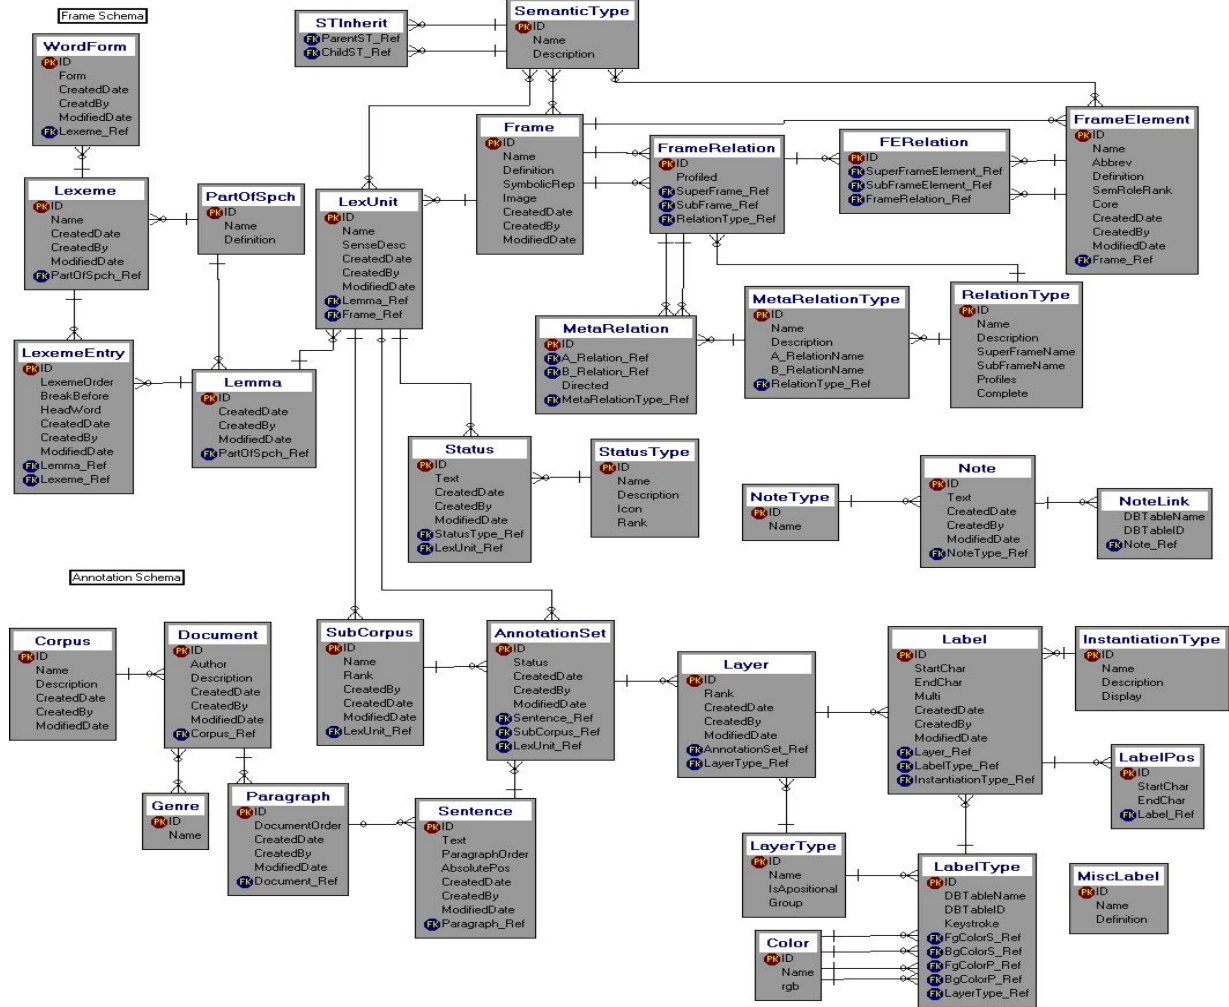 Frame Schema
WordForm
PK ID
Form
CreatedDate
CreatdBy
ModifiedDate
FK Lexeme_Ref
STInherit
FK ParentST_Ref
FK ChildST_Ref
SemanticType
PK ID
Name
Description
Lexeme
PK ID
Name
CreatedDate
CreatedBy
ModifiedDate
FK PartOfSpch_Ref
PartOfSpch
PK ID
Name
Definition
LexUnit
PK ID
Name
SenseDesc
CreatedDate
CreatedBy
ModifiedDate
FK Lemma_Ref
FK Frame_Ref
Frame
PK ID
Name
Definition
SymbolicRep
Image
CreatedDate
CreatedBy
ModifiedDate
FrameRelation
PK ID
Profiled
FK SuperFrame_Ref
FK SubFrame_Ref
FK RelationType_Ref
FERelation
PK ID
FK SuperFrameElement_Ref
FK SubFrameElement_Ref
FK FrameRelation_Ref
FrameElement
PK ID
Name
Abbrev
Definition
SemRoleRank
Core
CreatedDate
CreatedBy
ModifiedDate
FK Frame_Ref
LexemeEntry
PK ID
LexemeOrder
BreakBefore
HeadWord
CreatedDate
CreatedBy
ModifiedDate
FK Lemma_Ref
FK Lexeme_Ref
Lemma
PK ID
CreatedDate
CreatedBy
ModifiedDate
FK PartOfSpch_Ref
MetaRelation
PK ID
FK A_Relation_Ref
FK B_Relation_Ref
Directed
FK MetaRelationType_Ref
MetaRelationType
PK ID
Name
Description
A_RelationName
B_RelationName
FK RelationType_Ref
RelationType
PK ID
Name
Description
SuperFrameName
SubFrameName
Profiles
Complete
Status
PK ID
Text
CreatedDate
CreatedBy
ModifiedDate
FK StatusType_Ref
FK LexUnit_Ref
StatusType
PK ID
Name
Description
Icon
Rank
NoteType
PK ID
Name
Note
PK ID
Text
CreatedDate
CreatedBy
ModifiedDate
FK NoteType_Ref
NoteLink
DBTableName
DBTableID
FK Note_Ref
Annotation Schema
Corpus
PK ID
Name
Description
CreatedDate
CreatedBy
ModifiedDate
Document
PK ID
Author
Description
CreatedDate
CreatedBy
ModifiedDate
FK Corpus_Ref
SubCorpus
PK ID
Name
Rank
CreatedBy
CreatedDate
ModifiedDate
FK LexUnit_Ref
AnnotationSet
PK ID
Status
CreatedDate
CreatedBy
ModifiedDate
FK Sentence_Ref
FK SubCorpus_Ref
FK LexUnit_Ref
Layer
PK ID
Rank
CreatedDate
CreatedBy
ModifiedDate
FK AnnotationSet_Ref
FK LayerType_Ref
Label
PK ID
StartChar
EndChar
Multi
CreatedDate
CreatedBy
ModifiedDate
FK Layer_Ref
FK LabelType_Ref
FK InstantiationType_Ref
InstantiationType
PK ID
Name
Description
Display
LabelPos
PK ID
StartChar
EndChar
FK Label_Ref
Genre
PK ID
Name
Paragraph
PK ID
DocumentOrder
CreatedDate
CreatedBy
ModifiedDate
FK Document_Ref
Sentence
PK ID
Text
ParagraphOrder
AbsolutePos
CreatedDate
CreatedBy
ModifiedDate
FK Paragraph_Ref
LayerType
PK ID
Name
IsApositional
Group
LabelType
PK ID
DBTableName
DBTableID
Keystroke
FK FgColorS_Ref
FK BgColorS_Ref
FK FgColorP_Ref
FK BgColorP_Ref
FK LayerType_Ref
MiscLabel
PK ID
Name
Definition
Color
PK ID
Name
rgb